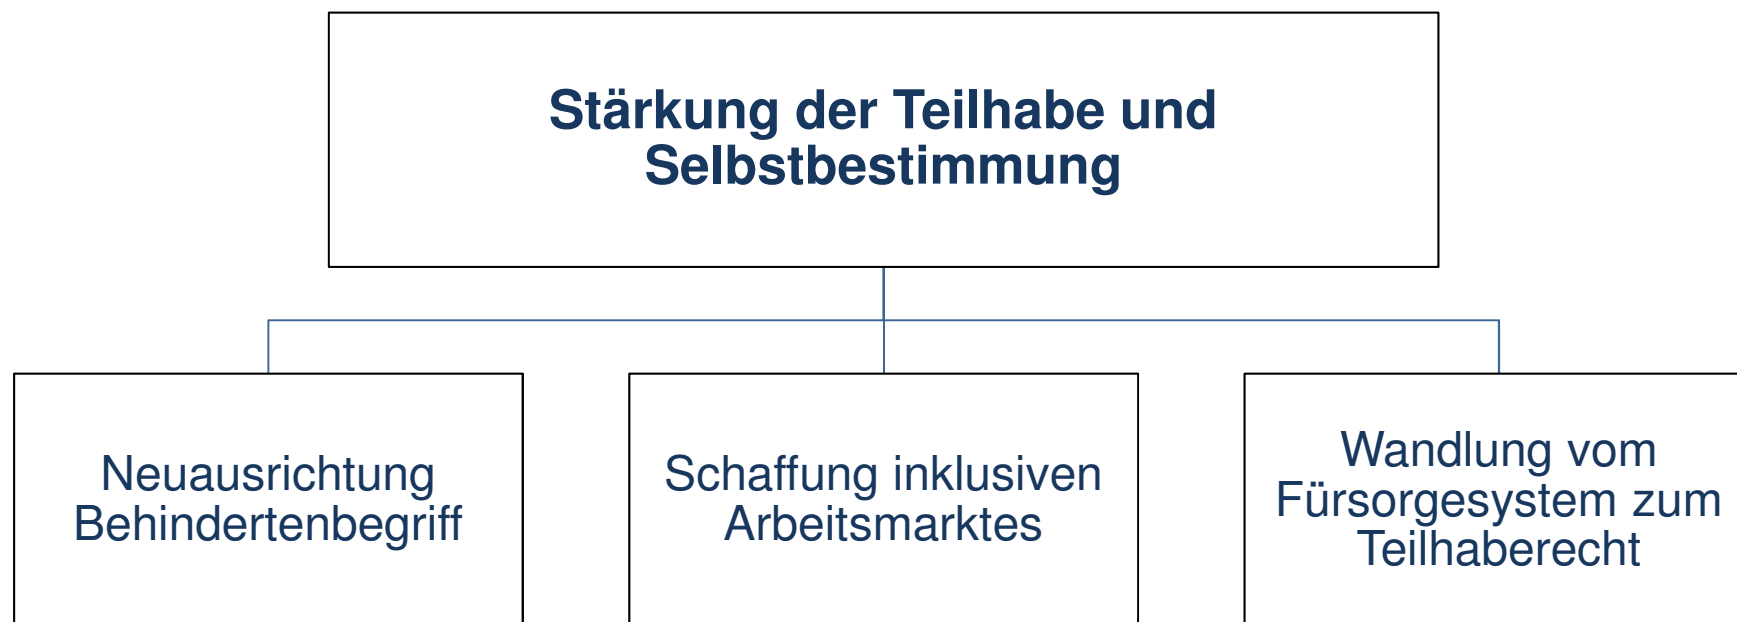 Stärkung der Teilhabe und
Selbstbestimmung
Neuausrichtung
Behindertenbegriff
Schaffung inklusiven
Arbeitsmarktes
Wandlung vom
Fürsorgesystem zum
Teilhaberecht